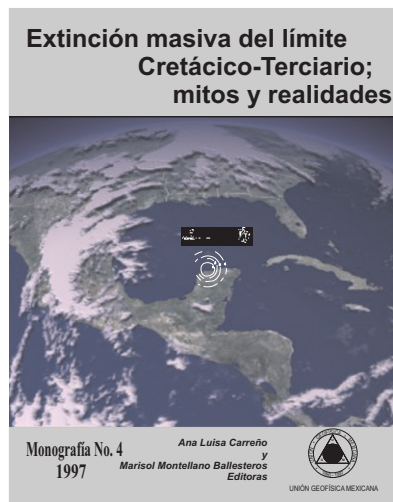 Extinción masiva del límite
Cretácico-Terciario;
mitos y realidades
Monografía No. 4
1997
Ana Luisa Carreño
y
Marisol Montellano Ballesteros
Editoras
UNIÓN GEOFÍSICA MEXICANA